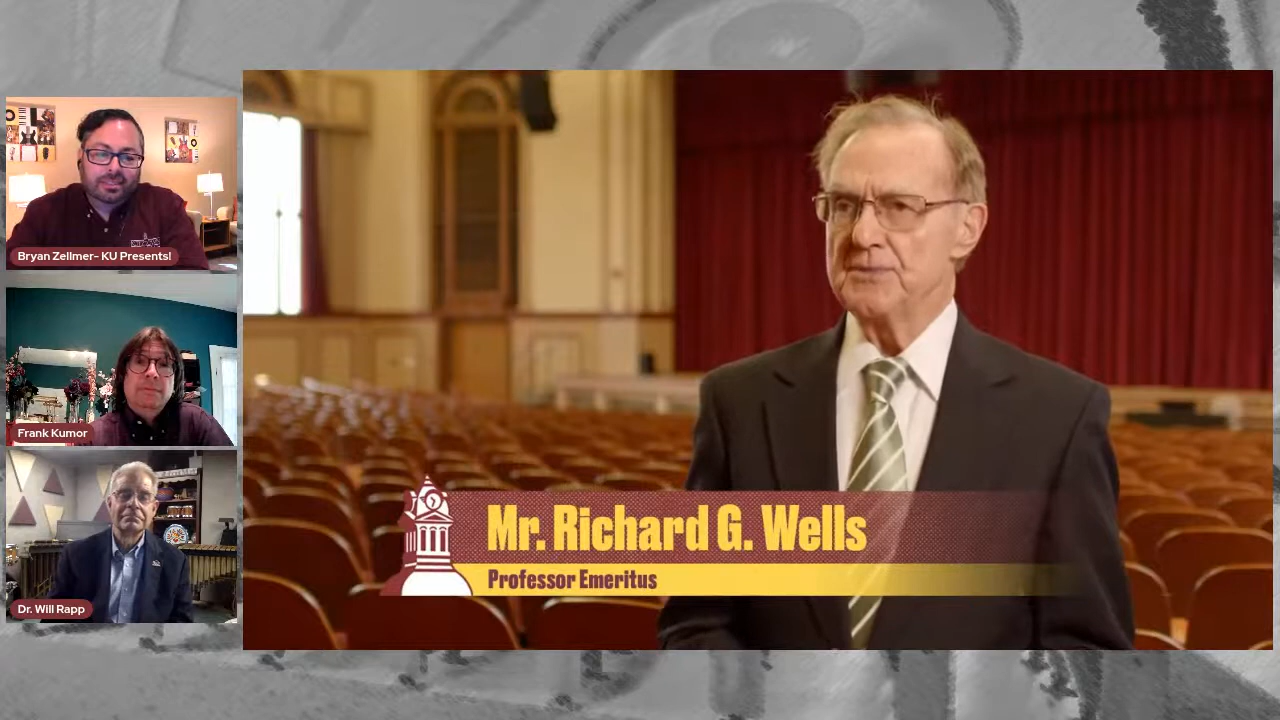 Bryan Zellmer- KU Presents!
Frank Kumor
Dr. Will Rapp
Mr. Richard G. Wells
Professor Emeritus